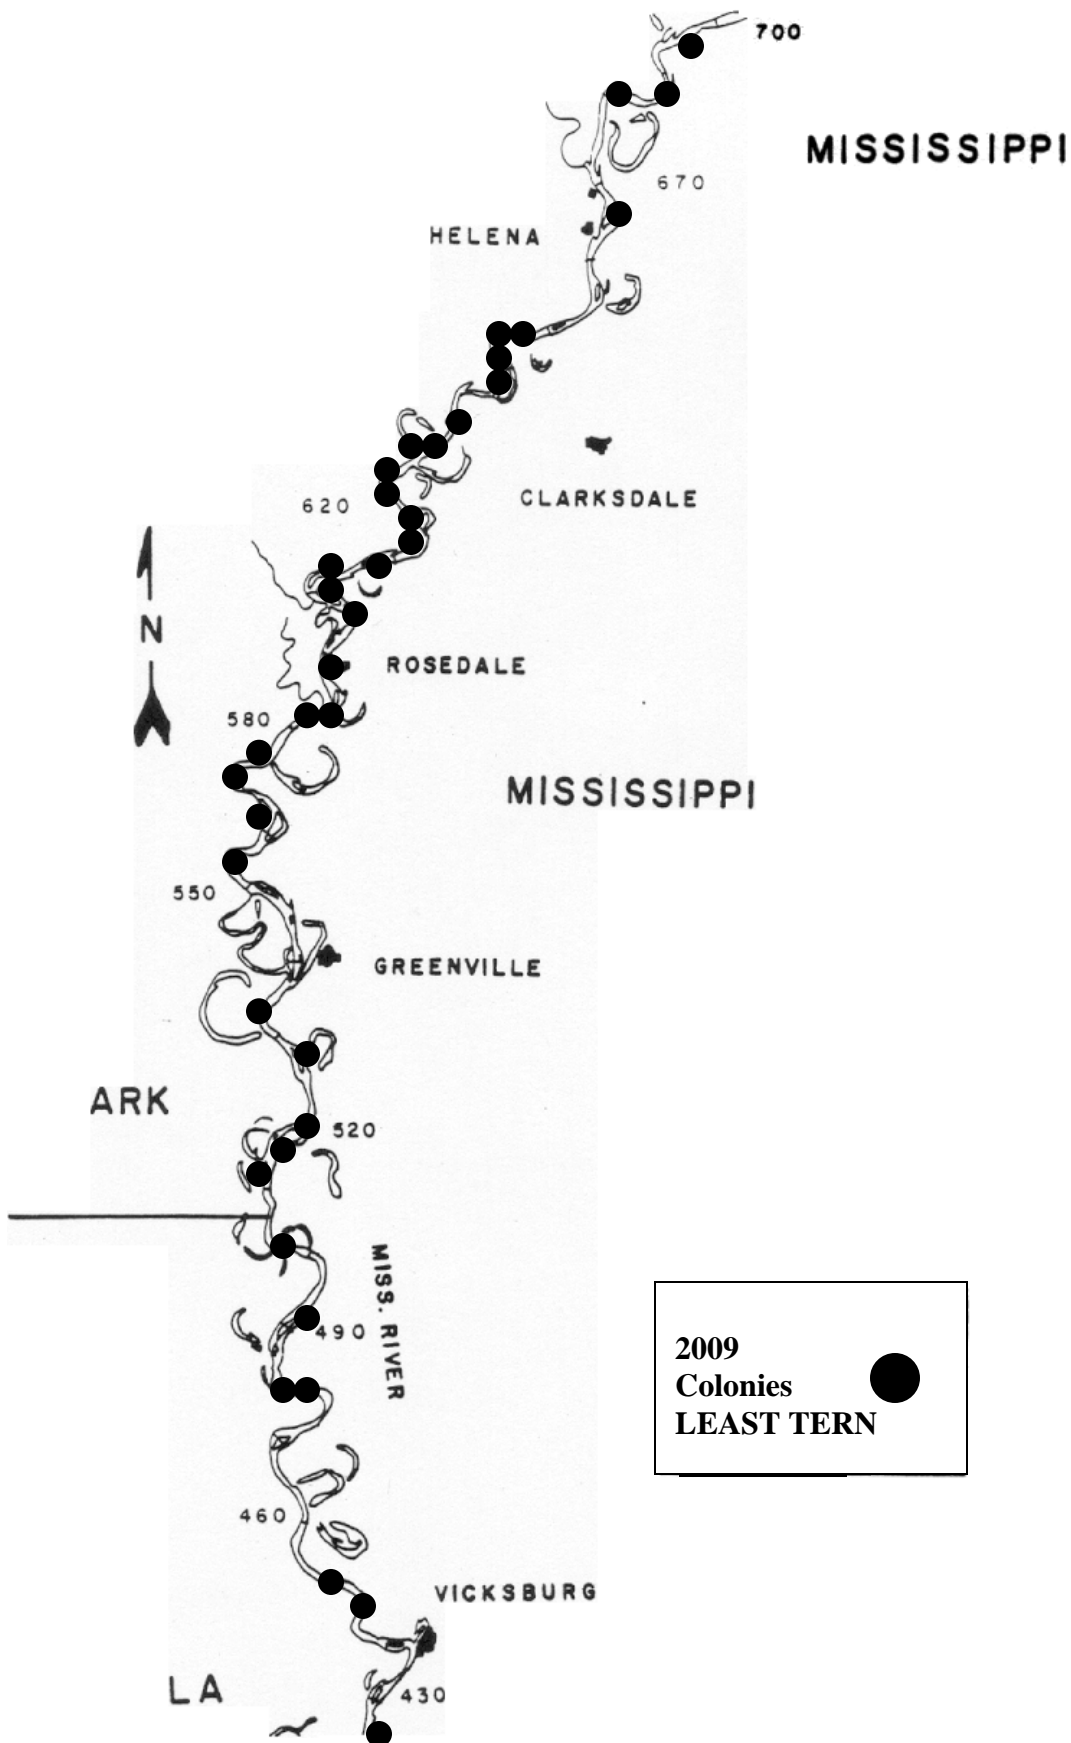 700
MISSISSIPPI
670
HELENA
CLARKSDALE
620
N
ROSEDALE
580
MISSISSIPPI
550
GREENVILLE
ARK
520
MISS. RIVER
490
2009
Colonies
LEAST TERN
460
VICKSBURG
LA
430